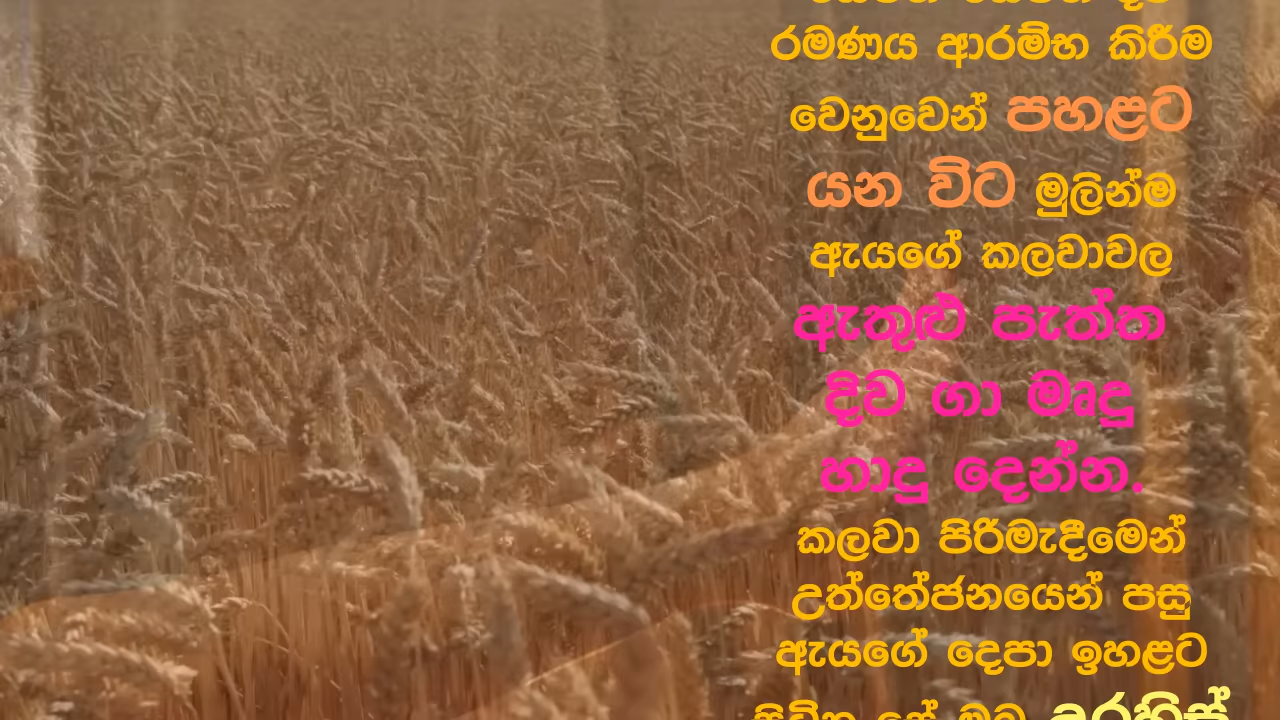 රමණය ආරම්භ කිරීම
වෙනුවෙන් පහළට
යන විට මුලින්ම
ඇයගේ කලවාවල
ඇතුළු පැත්ත
දිව ගා මෘදු
හාදු දෙන්න.
කලවා පිරිමැදීමෙන්
උත්තේජනයෙන් පසු
ඇයගේ දෙපා ඉහළට